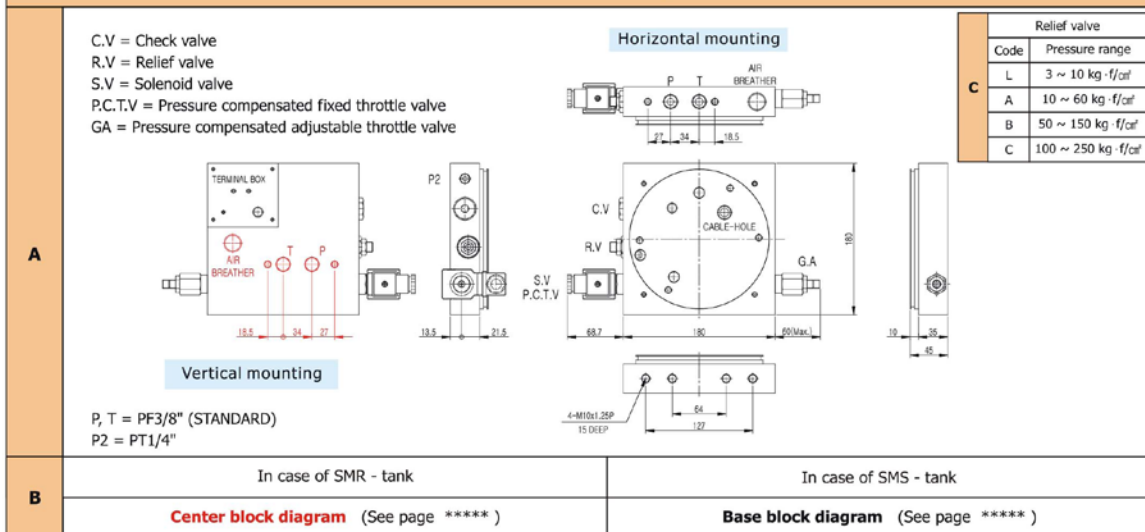 A
C.V = Check valve
R.V = Relief valve
S.V = Solenoid valve
P.C.T.V = Pressure compensated fixed throttle valve
GA = Pressure compensated adjustable throttle valve
Horizontal mounting
P T AIR
BREATHER
27 34 18.5
C
Relief valve
Code Pressure range
L 3 ~ 10 kg·f/㎠
A 10 ~ 60 kg·f/㎠
B 50 ~ 150 kg·f/㎠
C 100 ~ 250 kg·f/㎠
TERMINAL BOX
AIR
BREATHER
T P
18.5 34 27
P2
13.5 21.5
C.V
R.V
S.V
P.C.T.V
CABLE-HOLE
G.A
180
68.7 180 60(Max.)
10 35
45
Vertical mounting
4-M10x1.25P
15 DEEP
64
127
P, T = PF3/8" (STANDARD)
P2 = PT1/4"
B
In case of SMR - tank In case of SMS - tank
Center block diagram (See page ***** ) Base block diagram (See page ***** )